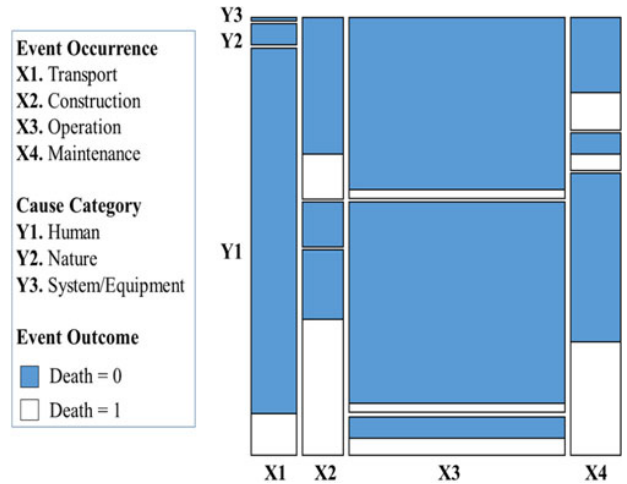 Event Occurrence
X1. Transport
X2. Construction
X3. Operation
X4. Maintenance
Cause Category
Y1. Human
Y2. Nature
Y3. System/Equipment
Event Outcome
Death = 0
Death = 1
Y3
Y2
Y1
X1 X2 X3 X4